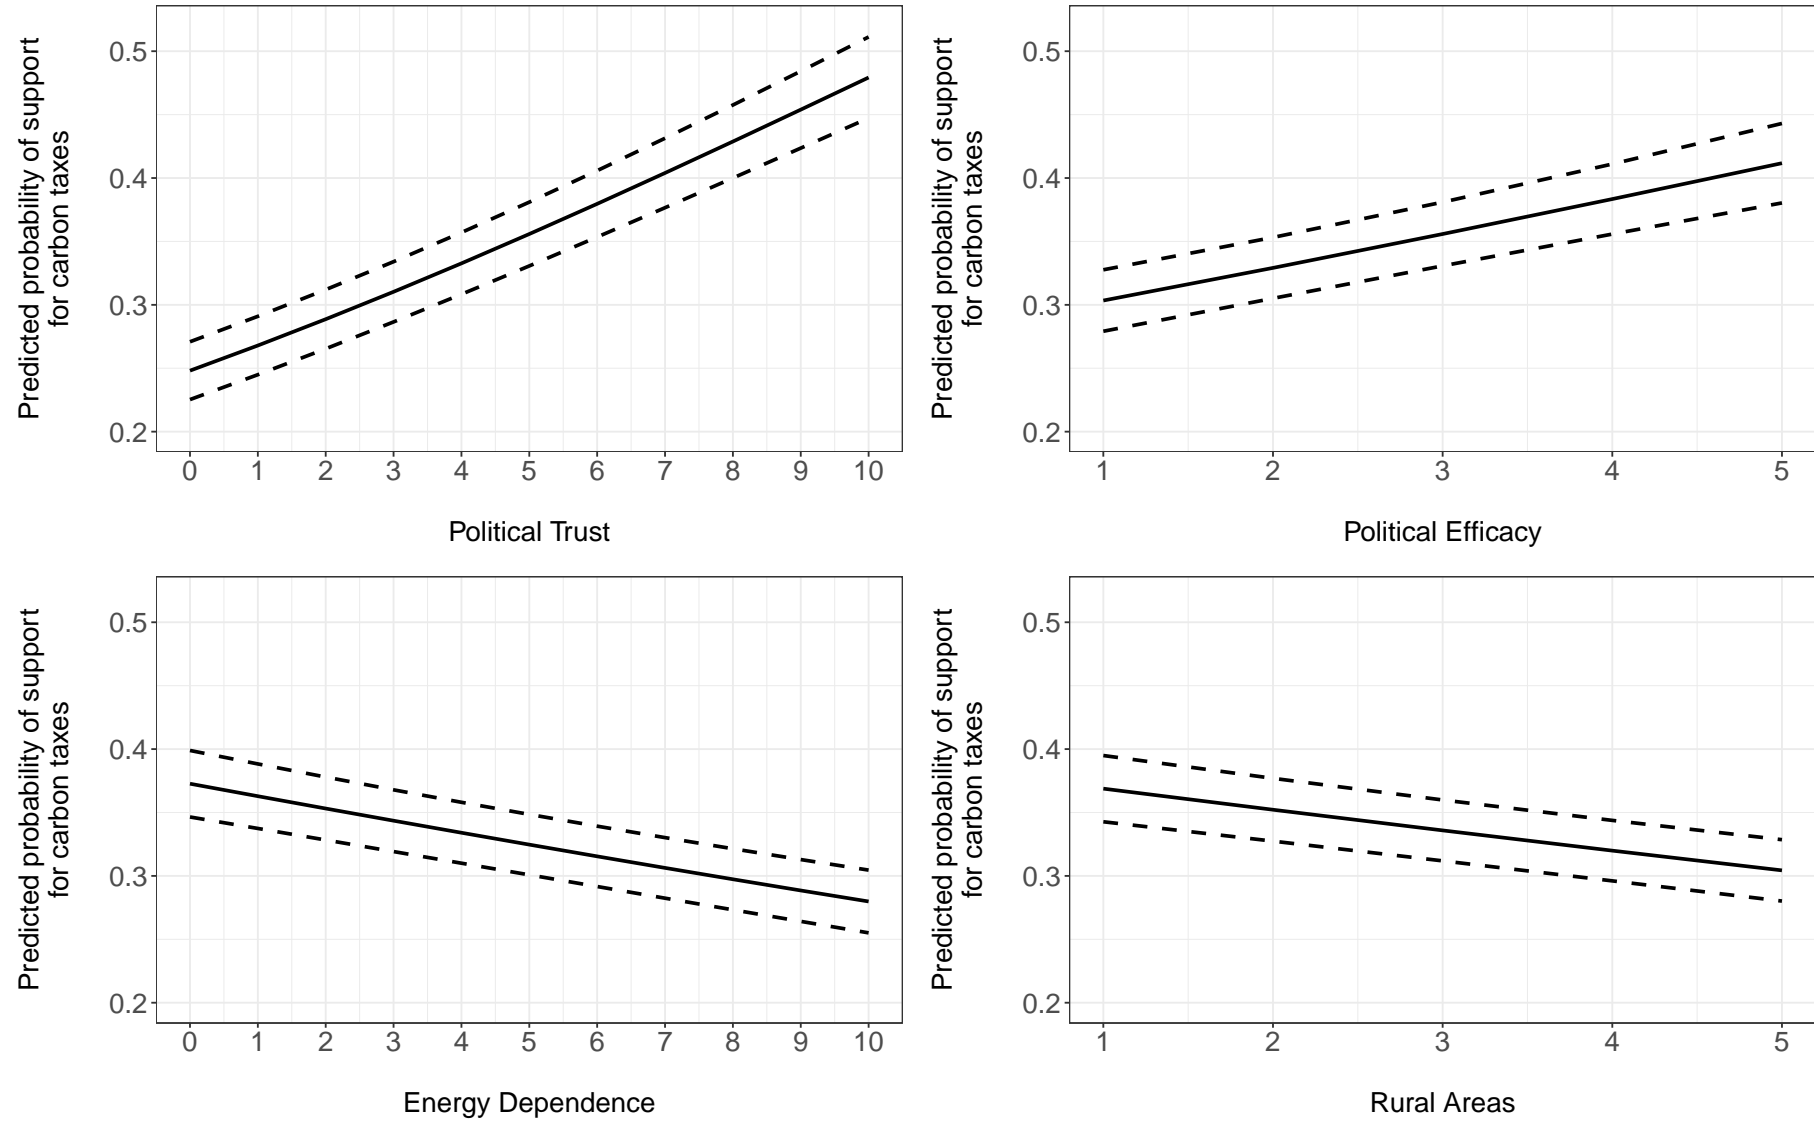 Predicted probability of support
for carbon taxes
0.5
0.4
0.3
0.2
0 1 2 3 4 5 6 7 8 9 10
Political Trust
Predicted probability of support
for carbon taxes
0.5
0.4
0.3
0.2
1 2 3 4 5
Political Efficacy
Predicted probability of support
for carbon taxes
0.5
0.4
0.3
0.2
0 1 2 3 4 5 6 7 8 9 10
Energy Dependence
Predicted probability of support
for carbon taxes
0.5
0.4
0.3
0.2
1 2 3 4 5
Rural Areas